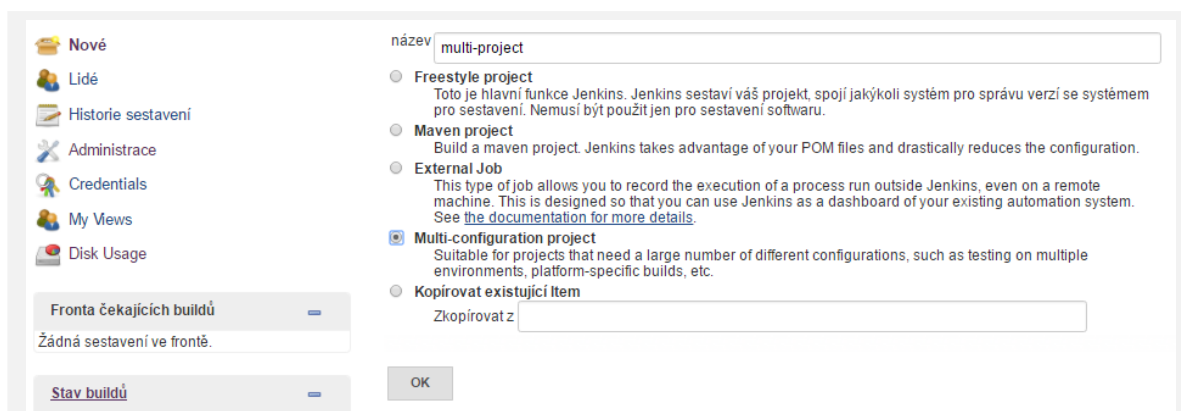 Nové
Lidé
Historie sestavení
Administrace
Credentials
My Views
Disk Usage
Fronta čekajících buildů
Žádná sestavení ve frontě.
Stav buildů
název multi-project
Freestyle project
Toto je hlavní funkce Jenkins. Jenkins sestaví váš projekt, spojí jakýkoli systém pro správu verzí se systémem
pro sestavení. Nemusí být použit jen pro sestavení softwaru.
Maven project
Build a maven project. Jenkins takes advantage of your POM files and drastically reduces the configuration.
External Job
This type of job allows you to record the execution of a process run outside Jenkins, even on a remote
machine. This is designed so that you can use Jenkins as a dashboard of your existing automation system.
See the documentation for more details.
Multi-configuration project
Suitable for projects that need a large number of different configurations, such as testing on multiple
environments, platform-specific builds, etc.
Kopírovat existující Item
Zkopírovat z
OK